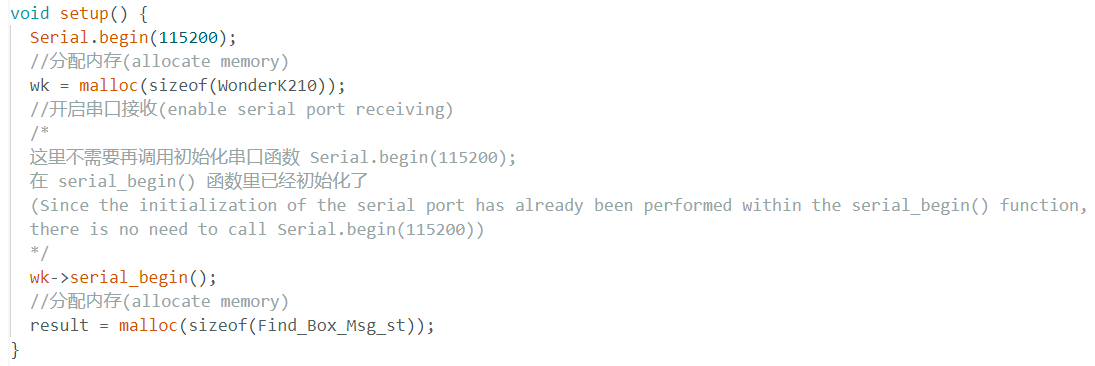 void setup() {
  Serial.begin(115200);
  //分配内存(allocate memory)
  wk = malloc(sizeof(WonderK210));
  //开启串口接收(enable serial port receiving)
  /*
  这里不需要再调用初始化串口函数 Serial.begin(115200);
  在 serial_begin() 函数里已经初始化了
  (Since the initialization of the serial port has already been performed within the serial_begin() function,
  there is no need to call Serial.begin(115200))
  */
  wk->serial_begin();
  //分配内存(allocate memory)
  result = malloc(sizeof(Find_Box_Msg_st));
}